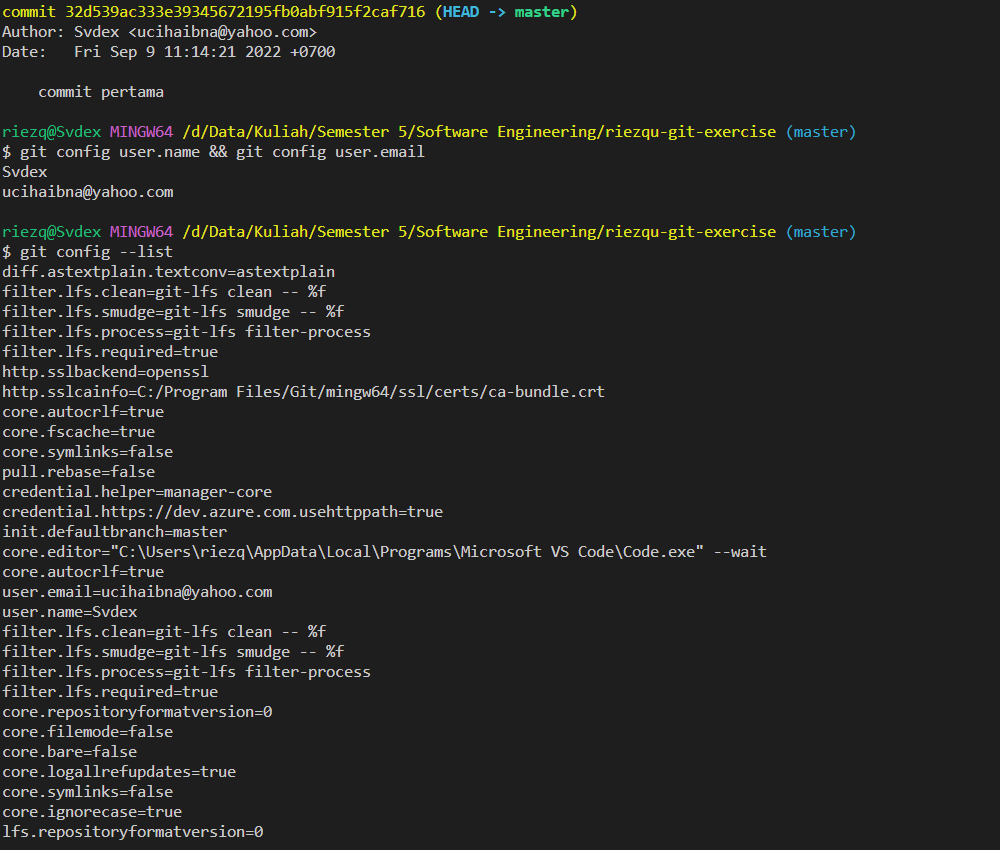 commit 32d539ac333e39345672195fb0abf915f2caf716 (HEAD -> master)
Author: Svdex <ucihaibna@yahoo.com>
Date:   Fri Sep 9 11:14:21 2022 +0700

    commit pertama

riezq@Svdex MINGW64 /d/Data/Kuliah/Semester 5/Software Engineering/riezqu-git-exercise (master)
$ git config user.name && git config user.email
Svdex
ucihaibna@yahoo.com

riezq@Svdex MINGW64 /d/Data/Kuliah/Semester 5/Software Engineering/riezqu-git-exercise (master)
$ git config --list
diff.astextplain.textconv=astextplain
filter.lfs.clean=git-lfs clean -- %f
filter.lfs.smudge=git-lfs smudge -- %f
filter.lfs.process=git-lfs filter-process
filter.lfs.required=true
http.sslbackend=openssl
http.sslcainfo=C:/Program Files/Git/mingw64/ssl/certs/ca-bundle.crt
core.autocrlf=true
core.fscache=true
core.symlinks=false
pull.rebase=false
credential.helper=manager-core
credential.https://dev.azure.com.usehttppath=true
init.defaultbranch=master
core.editor="C:\Users\riezq\AppData\Local\Programs\Microsoft VS Code\Code.exe" --wait
core.autocrlf=true
user.email=ucihaibna@yahoo.com
user.name=Svdex
filter.lfs.clean=git-lfs clean -- %f
filter.lfs.smudge=git-lfs smudge -- %f
filter.lfs.process=git-lfs filter-process
filter.lfs.required=true
core.repositoryformatversion=0
core.filemode=false
core.bare=false
core.logallrefupdates=true
core.symlinks=false
core.ignorecase=true
lfs.repositoryformatversion=0